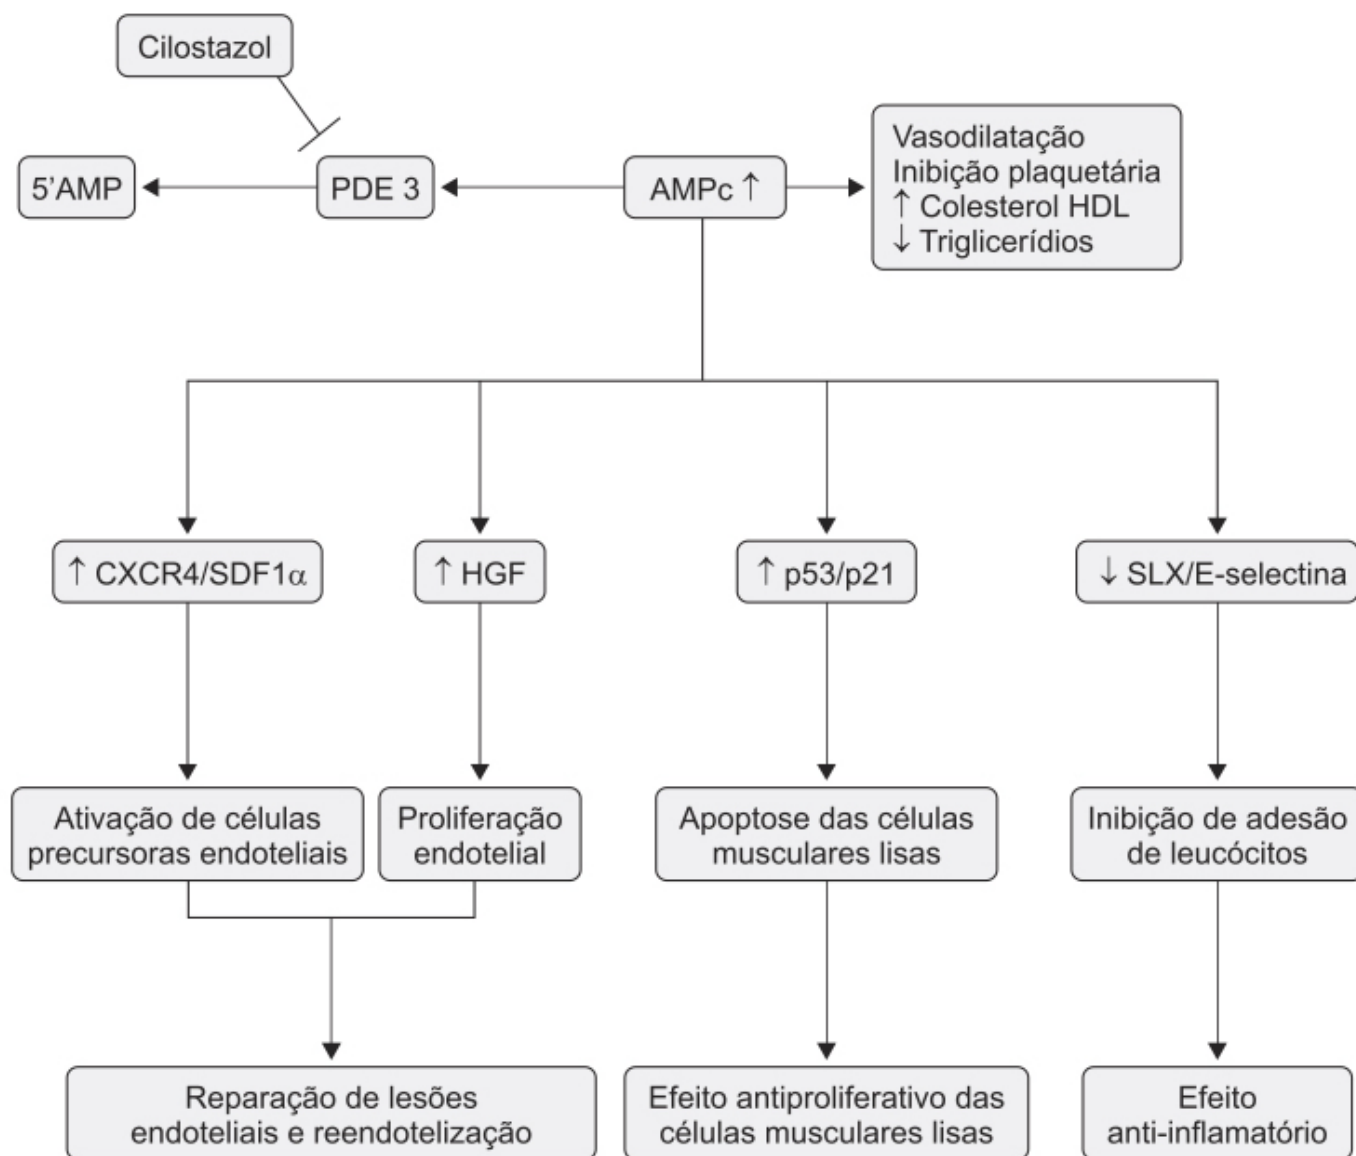 Cilostazol
5'AMP
PDE 3
AMPc ↑
Vasodilatação
Inibição plaquetária
↑ Colesterol HDL
↓ Triglicerídios
↑ CXCR4/SDF1α
↑ HGF
↑ p53/p21
↓ SLX/E-selectina
Ativação de células
precursoras endoteliais
Proliferação
endotelial
Apoptose das células
musculares lisas
Inibição de adesão
de leucócitos
Reparação de lesões
endoteliais e reendotelização
Efeito antiproliferativo das
células musculares lisas
Efeito
anti-inflamatório